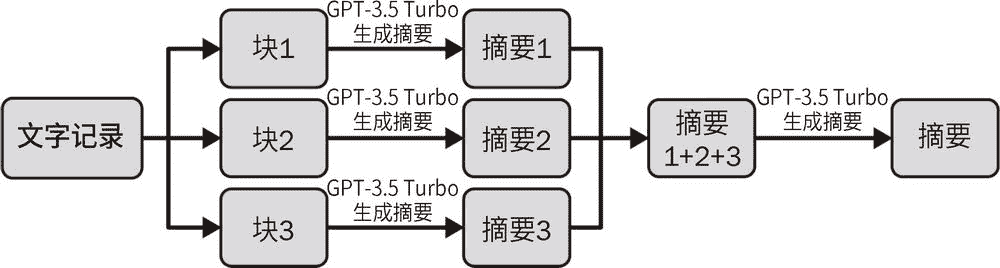 GPT-3.5 Turbo
生成摘要
块1
摘要1
文字记录
GPT-3.5 Turbo
生成摘要
块2
摘要2
摘要
1+2+3
GPT-3.5 Turbo
生成摘要
摘要
GPT-3.5 Turbo
生成摘要
块3
摘要3